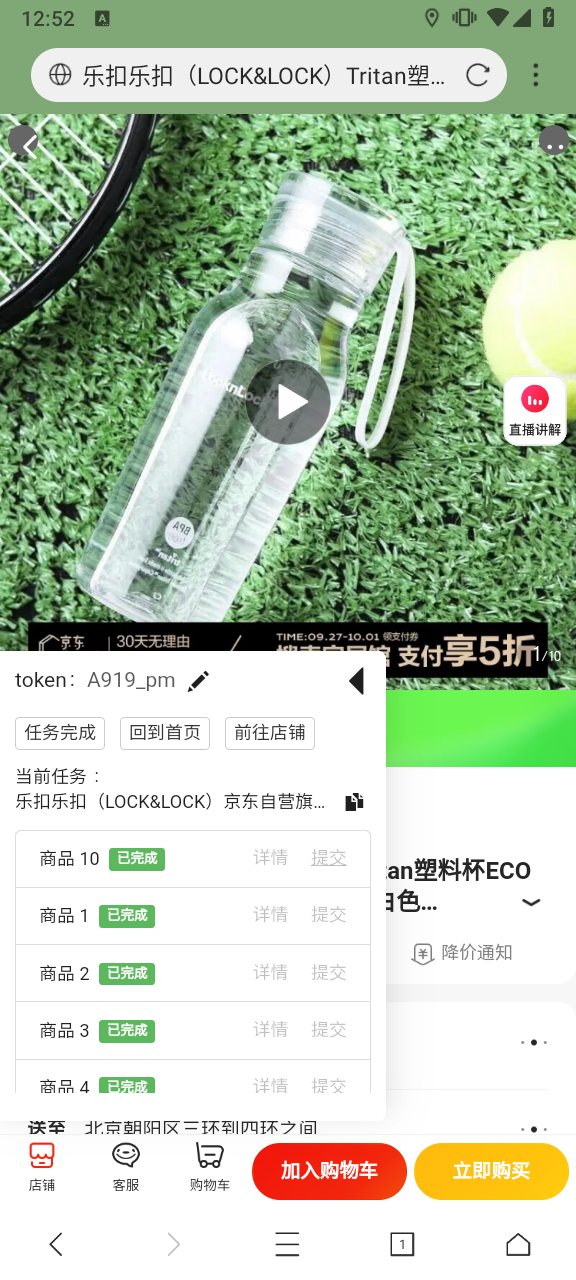 12:52
乐扣乐扣（LOCK&LOCK）Tritan塑...
LocknLock
BPA
直播讲解
京东
30天无理由
TIME:09.27-10.01 领支付券
支付享5折
1/10
token： A919_pm
任务完成 回到首页 前往店铺
当前任务：
乐扣乐扣（LOCK&LOCK）京东自营旗...
商品 10 已完成 详情 提交
商品 1 已完成 详情 提交
商品 2 已完成 详情 提交
商品 3 已完成 详情 提交
商品 4 已完成 详情 提交
tan塑料杯ECO
白色...
降价通知
送至 北京朝阳区三环到四环之间
店铺 客服 购物车 加入购物车 立即购买
1